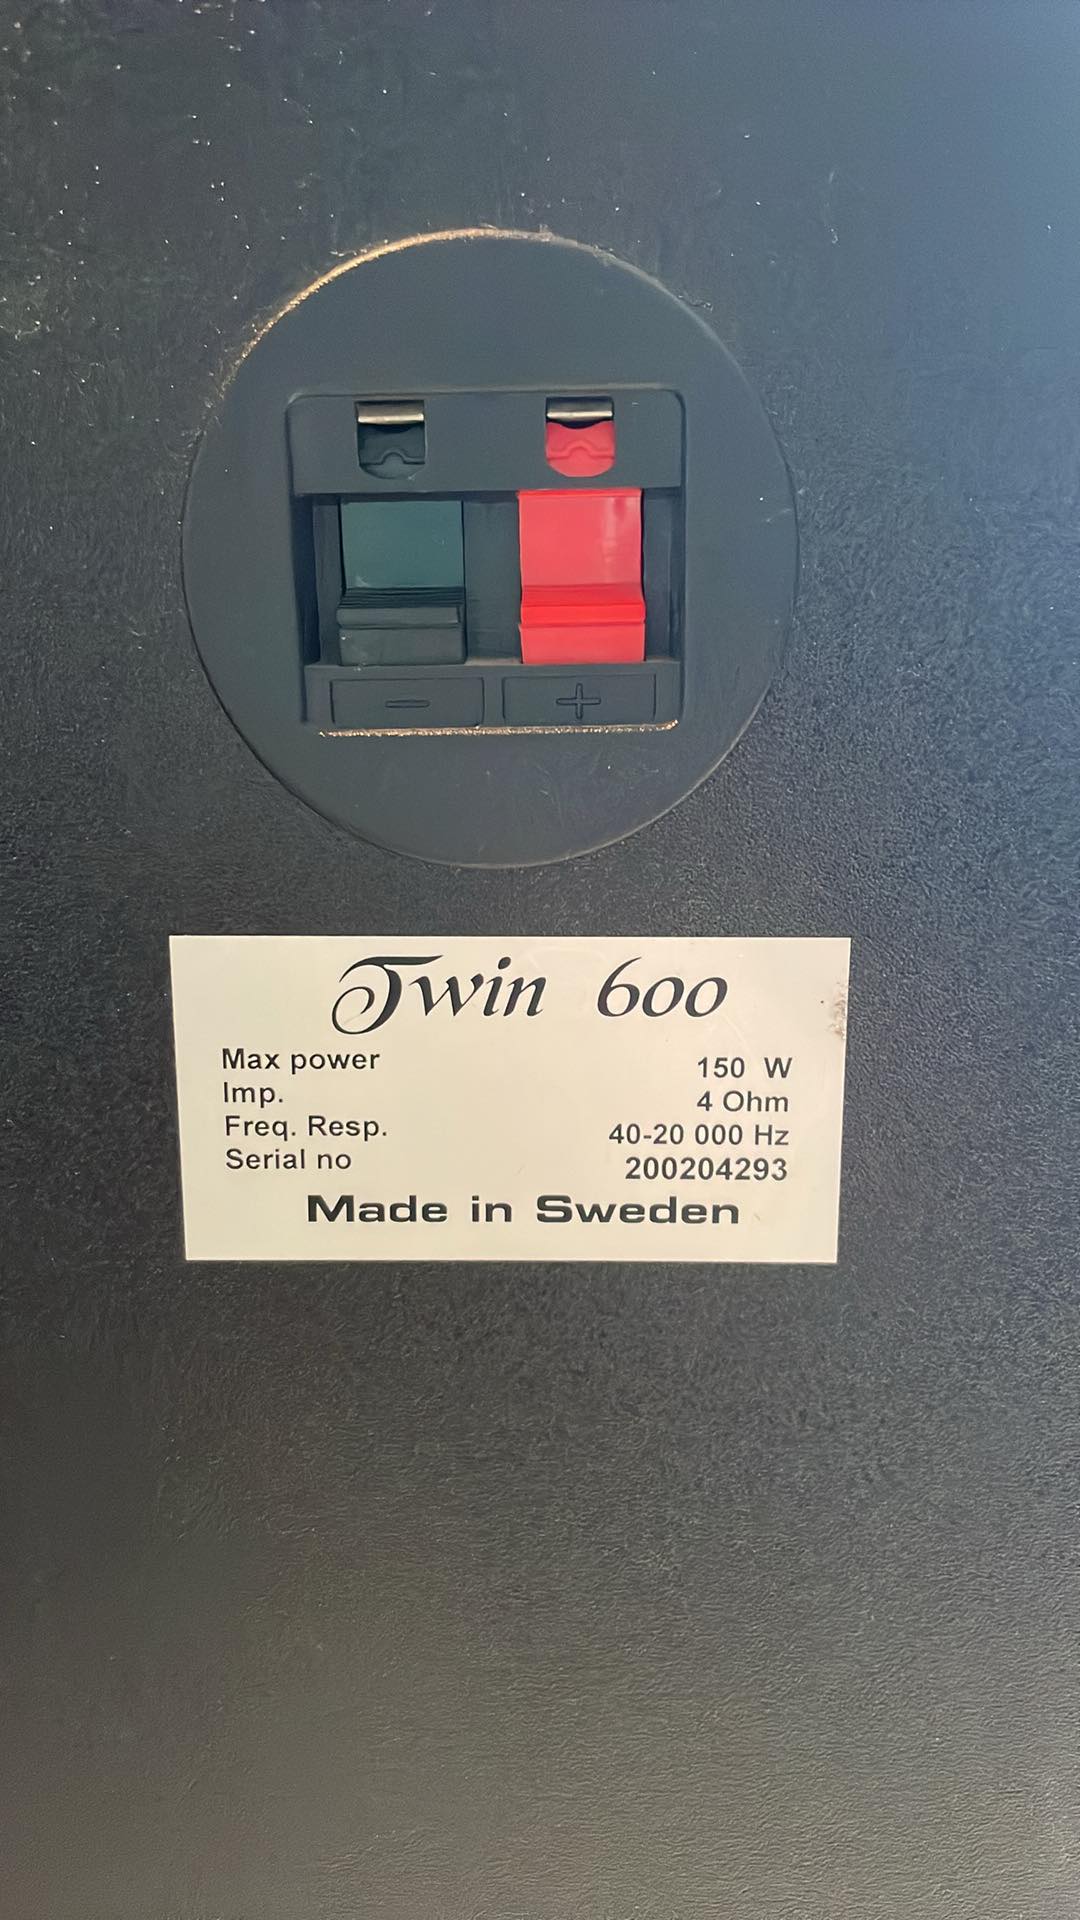 - +
Twin 600
Max power 150 W
Imp. 4 Ohm
Freq. Resp. 40-20 000 Hz
Serial no 200204293
Made in Sweden